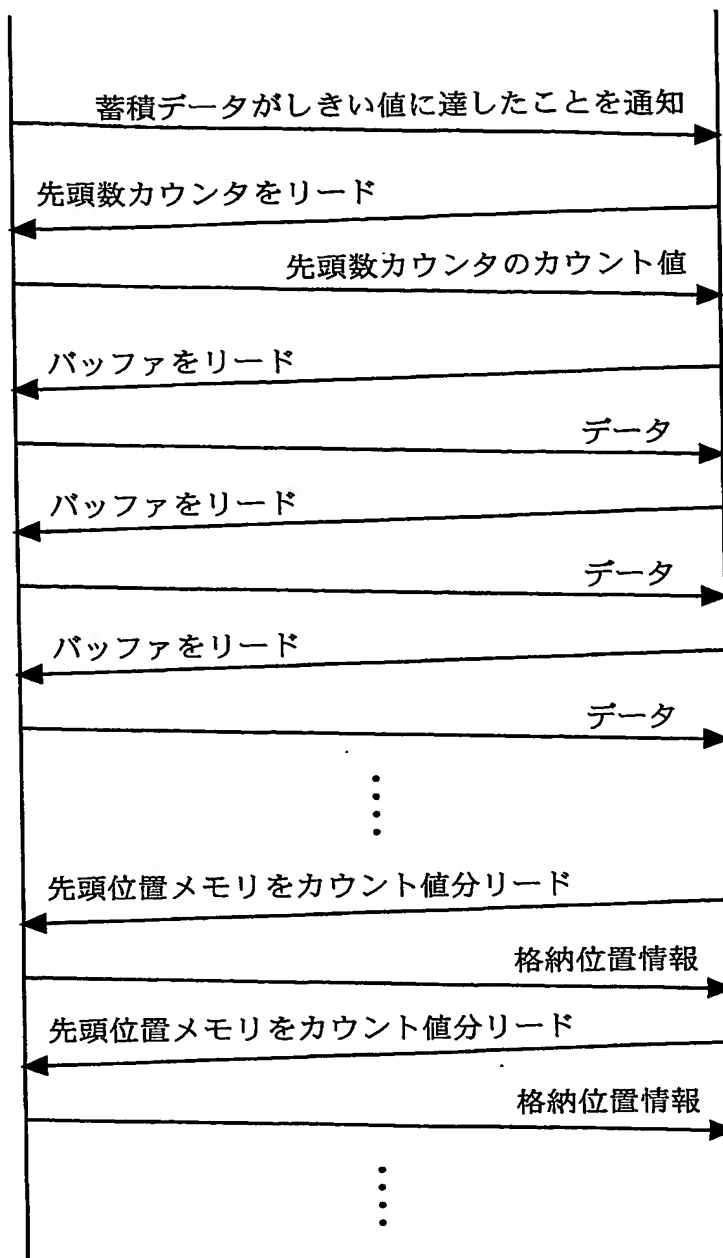 蓄積データがしきい値に達したことを通知
先頭数カウンタをリード
先頭数カウンタのカウント値
バッファをリード
データ
バッファをリード
データ
バッファをリード
データ
先頭位置メモリをカウント値分リード
格納位置情報
先頭位置メモリをカウント値分リード
格納位置情報